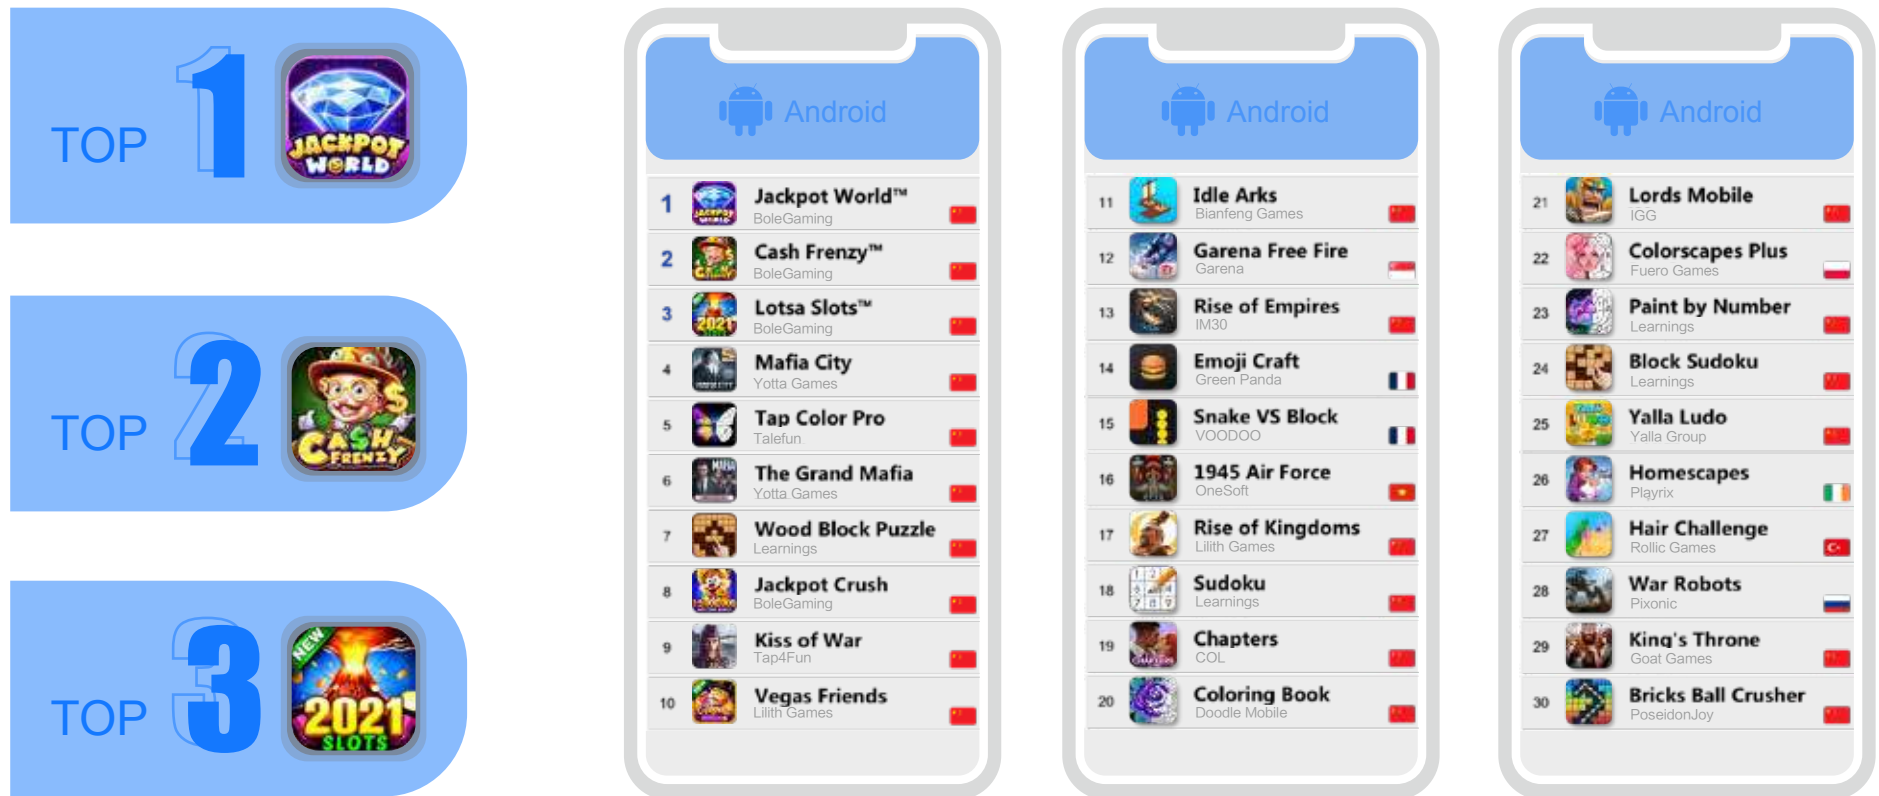 TOP 1
JACKPOT
WORLD
TOP 2
CASH
FRENZY
TOP 3
NEW
2021
SLOTS
Android
1 Jackpot World™
BoleGaming
2 Cash Frenzy™
BoleGaming
3 Lotsa Slots™
BoleGaming
4 Mafia City
Yotta Games
5 Tap Color Pro
Talefun
6 The Grand Mafia
Yotta Games
7 Wood Block Puzzle
Learnings
8 Jackpot Crush
BoleGaming
9 Kiss of War
Tap4Fun
10 Vegas Friends
Lilith Games
Android
11 Idle Arks
Bianfeng Games
12 Garena Free Fire
Garena
13 Rise of Empires
IM30
14 Emoji Craft
Green Panda
15 Snake VS Block
VOODOO
16 1945 Air Force
OneSoft
17 Rise of Kingdoms
Lilith Games
18 Sudoku
Learnings
19 Chapters
COL
20 Coloring Book
Doodle Mobile
Android
21 Lords Mobile
IGG
22 Colorscapes Plus
Fuero Games
23 Paint by Number
Learnings
24 Block Sudoku
Learnings
25 Yalla Ludo
Yalla Group
26 Homescapes
Playrix
27 Hair Challenge
Rollic Games
28 War Robots
Pixonic
29 King's Throne
Goat Games
30 Bricks Ball Crusher
PoseidonJoy